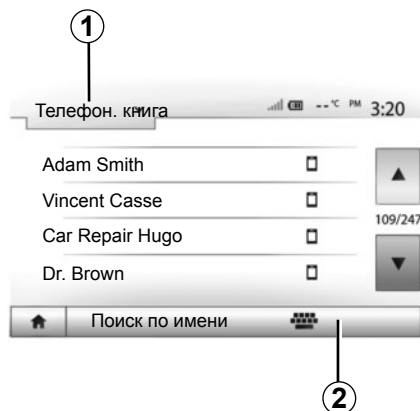 1
Телефон. книга --°C PM 3:20
Adam Smith
Vincent Casse
109/247
Car Repair Hugo
Dr. Brown
Поиск по имени
2